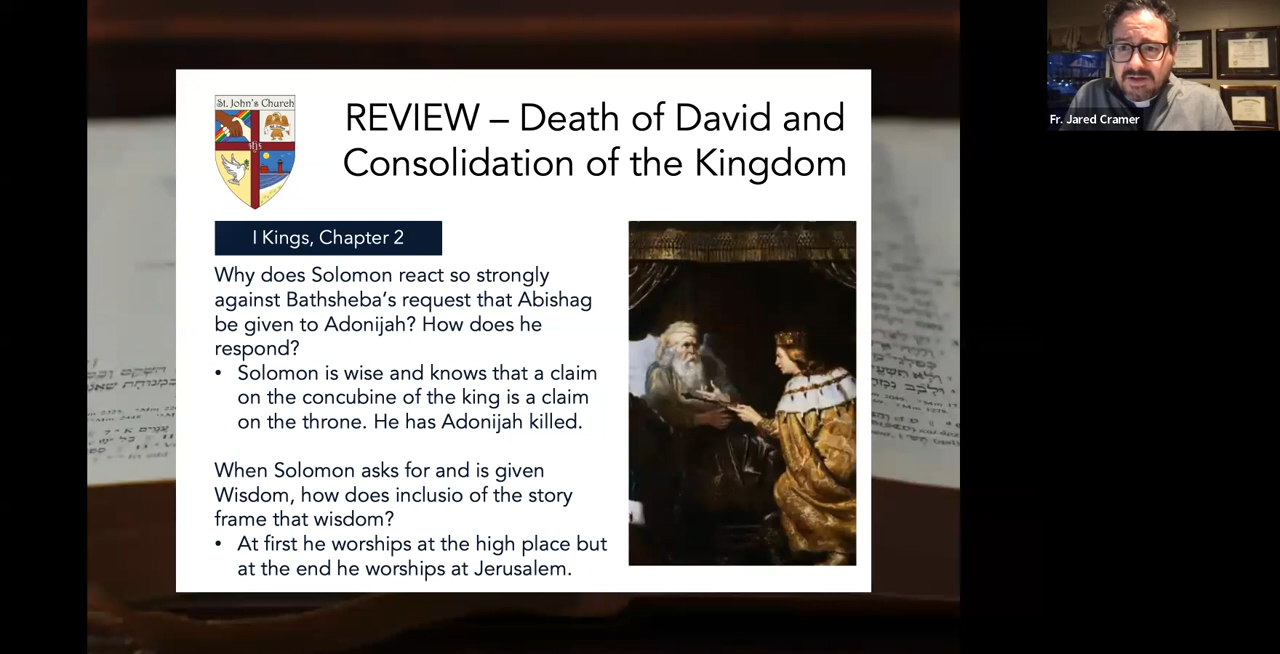 St. John's Church
REVIEW – Death of David and
Consolidation of the Kingdom
I Kings, Chapter 2
Why does Solomon react so strongly
against Bathsheba's request that Abishag
be given to Adonijah? How does he
respond?
• Solomon is wise and knows that a claim
on the concubine of the king is a claim
on the throne. He has Adonijah killed.
When Solomon asks for and is given
Wisdom, how does inclusio of the story
frame that wisdom?
• At first he worships at the high place but
at the end he worships at Jerusalem.
Fr. Jared Cramer